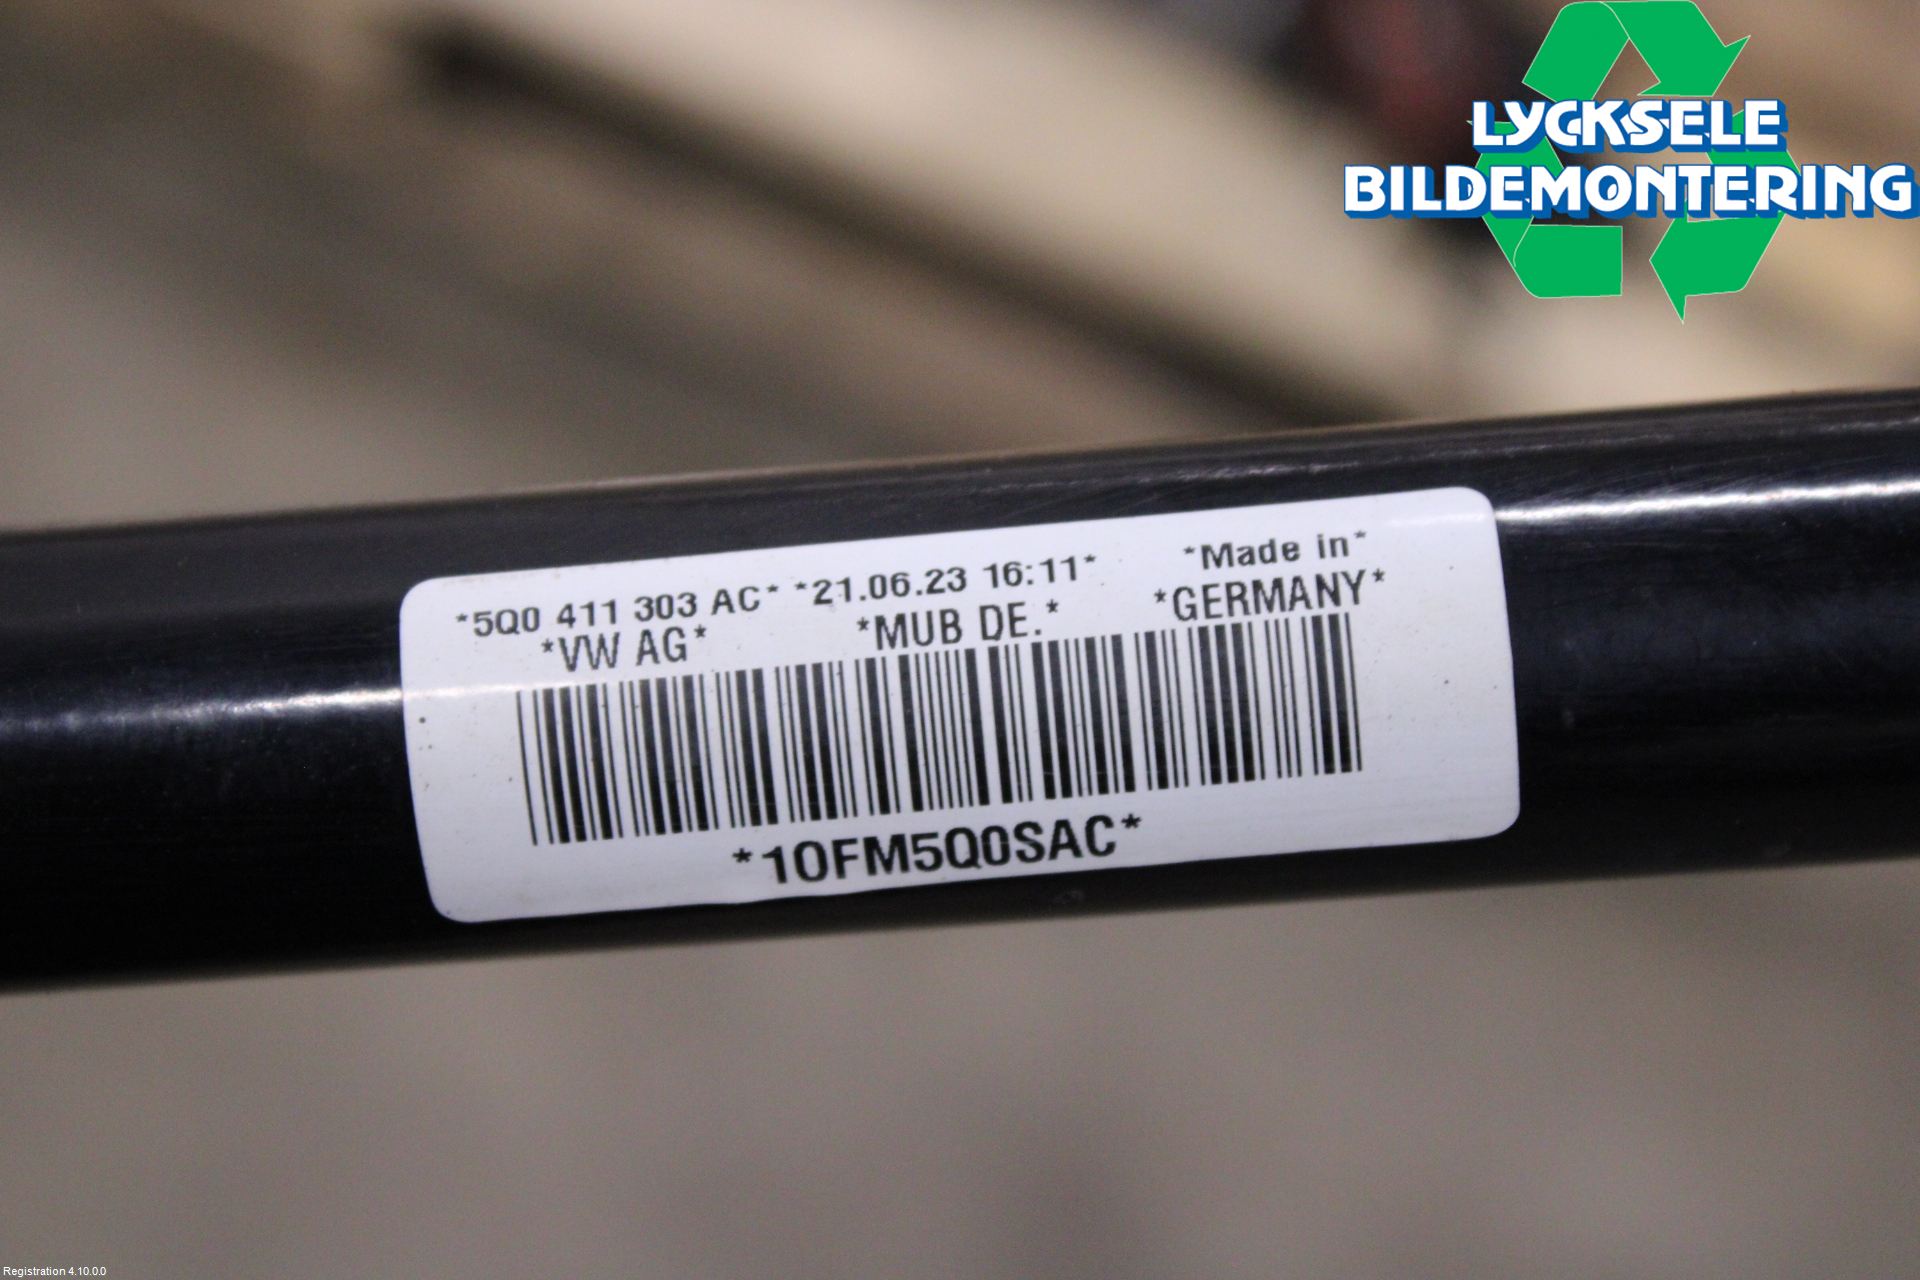 LYCKSELE
BILDEMONTERING
*5Q0 411 303 AC* *21.06.23 16:11* *Made in*
*VW AG* *MUB DE.* *GERMANY*
*10FM5Q0SAC*
Registration 4.10.0.0